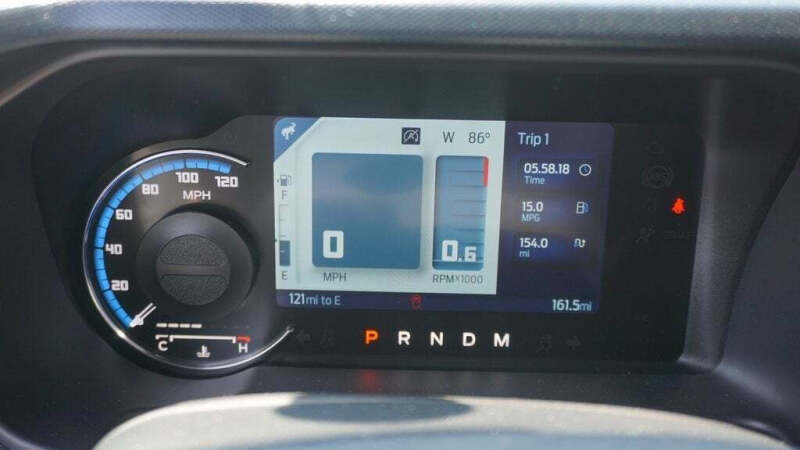 100
80 120
MPH
60
40
20
C H
F
E
W 86°
0
MPH
0.6
RPM×1000
121mi to E
Trip 1
05.58.18
Time
15.0
MPG
154.0
mi
161.5mi
P R N D M